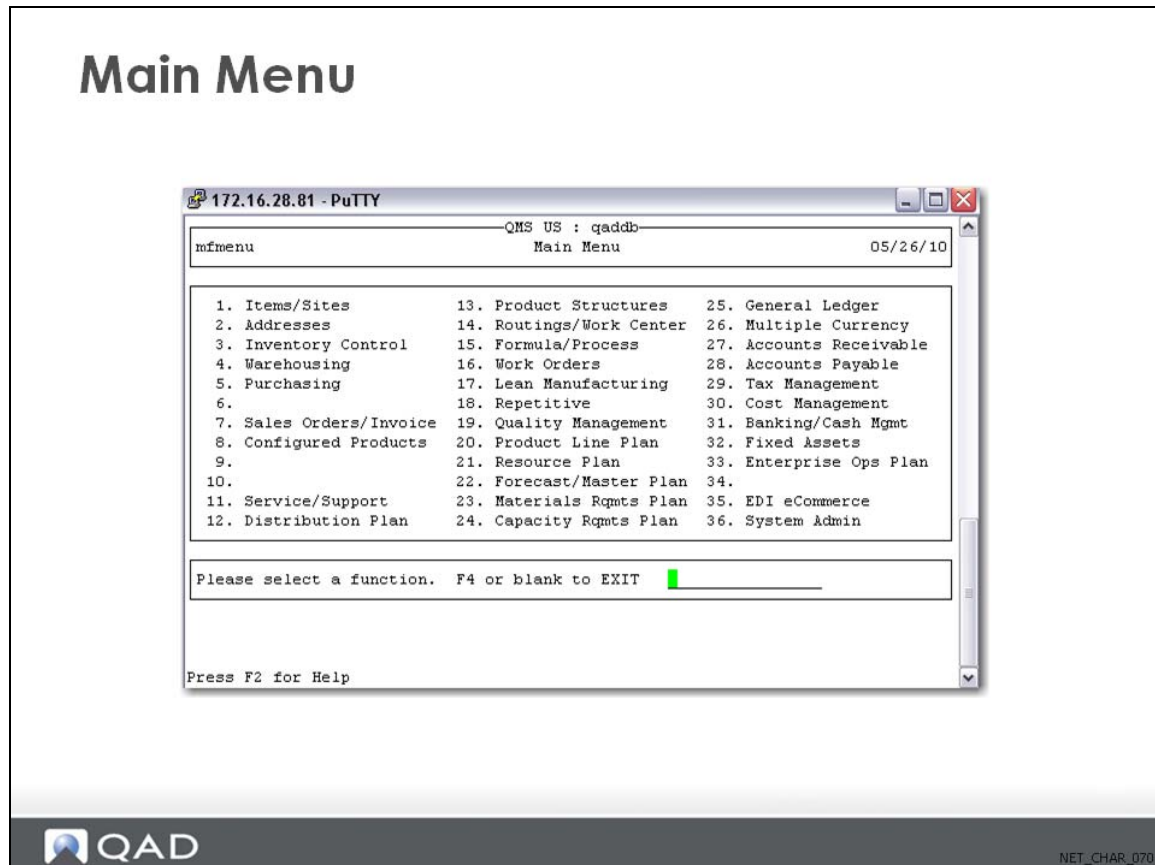 Main Menu
172.16.28.81 - PuTTY
QMS US : qaddb
mfmenu Main Menu 05/26/10
1. Items/Sites 13. Product Structures 25. General Ledger
2. Addresses 14. Routings/Work Center 26. Multiple Currency
3. Inventory Control 15. Formula/Process 27. Accounts Receivable
4. Warehousing 16. Work Orders 28. Accounts Payable
5. Purchasing 17. Lean Manufacturing 29. Tax Management
6. 18. Repetitive 30. Cost Management
7. Sales Orders/Invoice 19. Quality Management 31. Banking/Cash Mgmt
8. Configured Products 20. Product Line Plan 32. Fixed Assets
9. 21. Resource Plan 33. Enterprise Ops Plan
10. 22. Forecast/Master Plan 34.
11. Service/Support 23. Materials Rqmts Plan 35. EDI eCommerce
12. Distribution Plan 24. Capacity Rqmts Plan 36. System Admin
Please select a function. F4 or blank to EXIT
Press F2 for Help
QAD
NET_CHAR_070